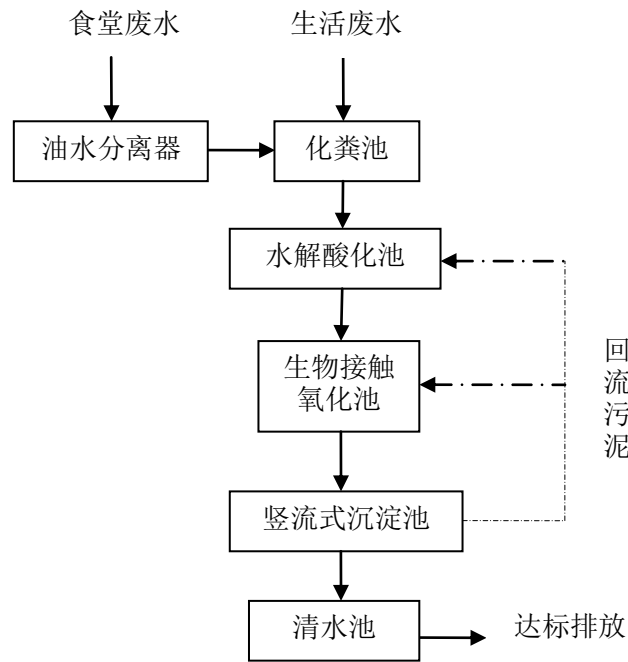 食堂废水
生活废水
油水分离器
化粪池
水解酸化池
生物接触
氧化池
回
流
污
泥
竖流式沉淀池
清水池
达标排放